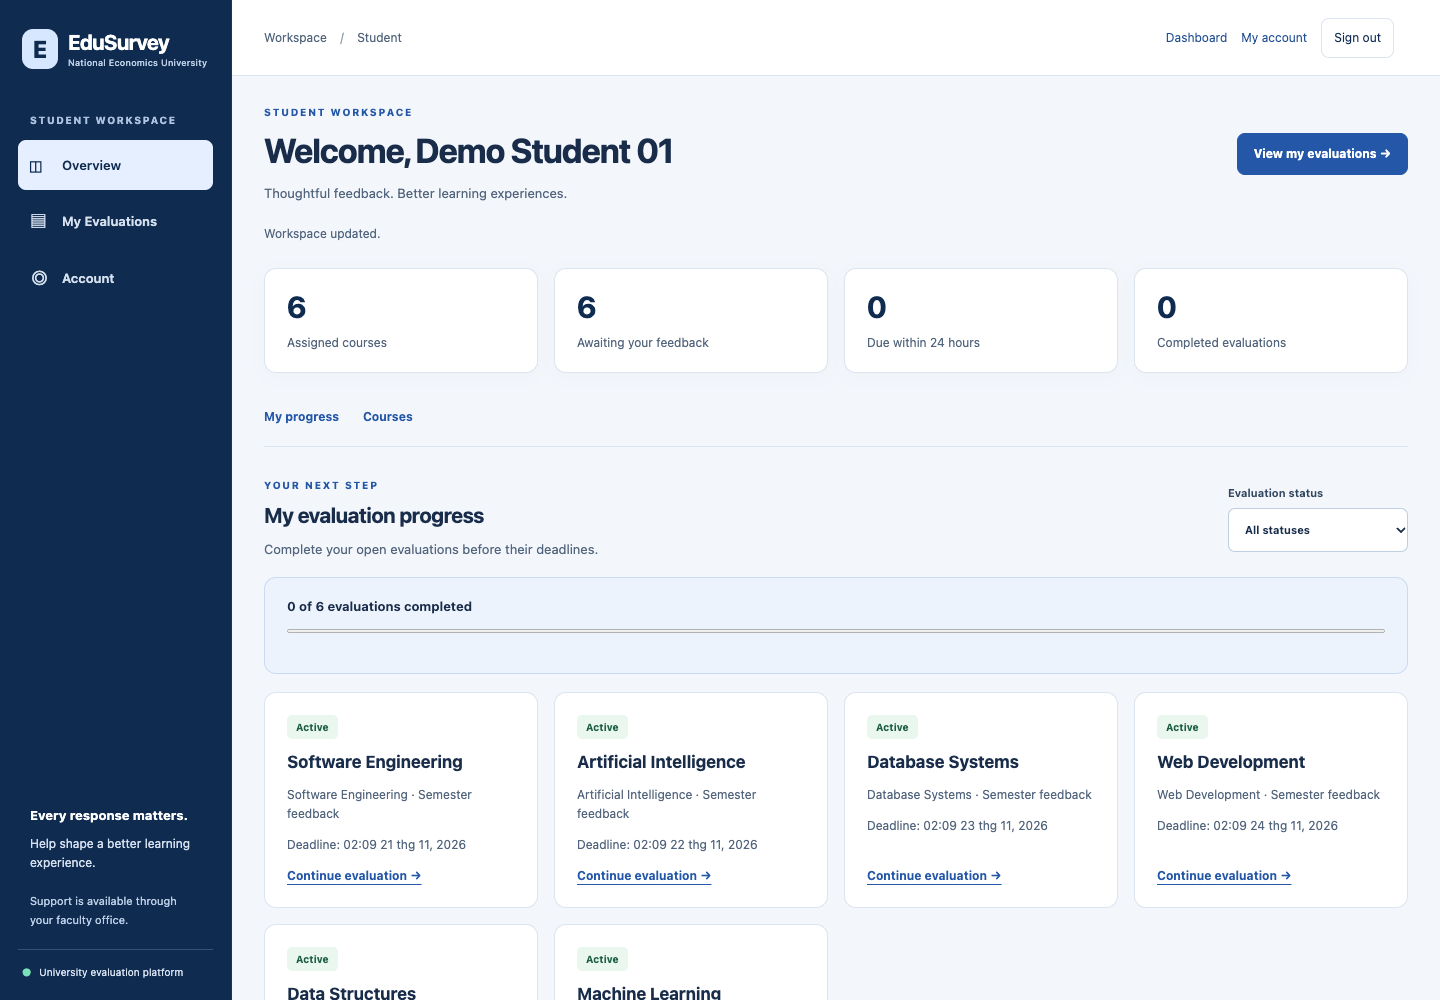 E
EduSurvey
National Economics University
STUDENT WORKSPACE
Overview
My Evaluations
Account
Every response matters.
Help shape a better learning
experience.
Support is available through
your faculty office.
University evaluation platform
Workspace / Student
Dashboard
My account
Sign out
STUDENT WORKSPACE
Welcome, Demo Student 01
Thoughtful feedback. Better learning experiences.
View my evaluations →
Workspace updated.
6
Assigned courses
6
Awaiting your feedback
0
Due within 24 hours
0
Completed evaluations
My progress
Courses
YOUR NEXT STEP
My evaluation progress
Complete your open evaluations before their deadlines.
Evaluation status
All statuses
0 of 6 evaluations completed
Active
Software Engineering
Software Engineering · Semester
feedback
Deadline: 02:09 21 thg 11, 2026
Continue evaluation →
Active
Artificial Intelligence
Artificial Intelligence · Semester
feedback
Deadline: 02:09 22 thg 11, 2026
Continue evaluation →
Active
Database Systems
Database Systems · Semester feedback
Deadline: 02:09 23 thg 11, 2026
Continue evaluation →
Active
Web Development
Web Development · Semester feedback
Deadline: 02:09 24 thg 11, 2026
Continue evaluation →
Active
Data Structures
Active
Machine Learning